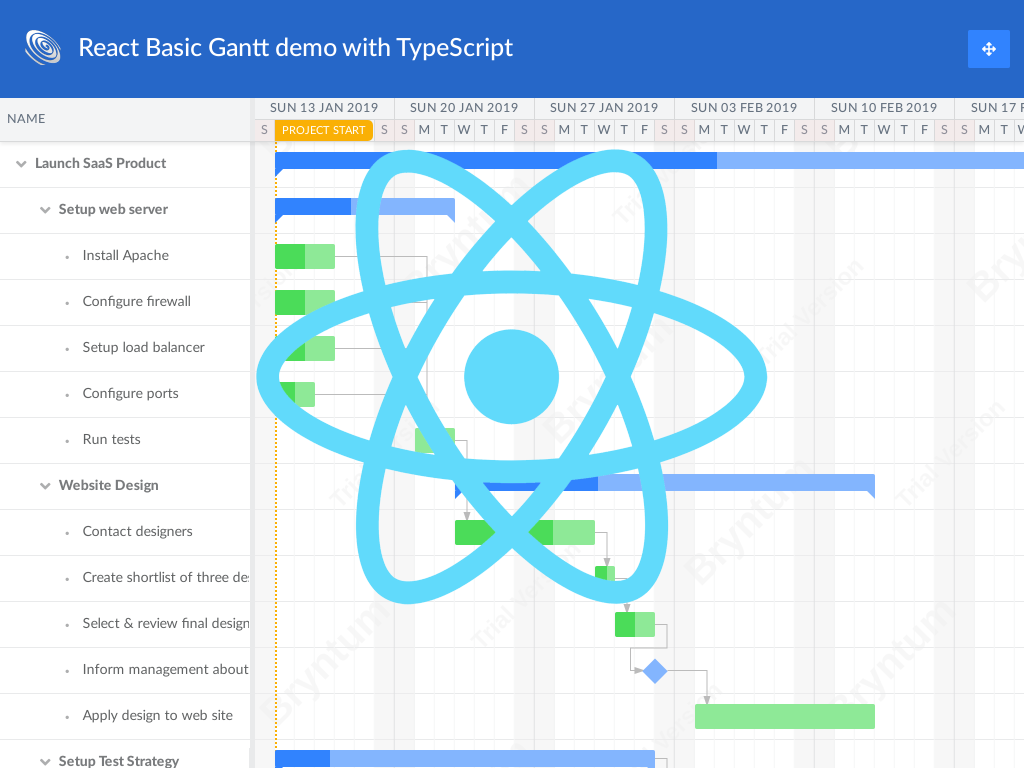 React Basic Gantt demo with TypeScript
NAME
SUN 13 JAN 2019 SUN 20 JAN 2019 SUN 27 JAN 2019 SUN 03 FEB 2019 SUN 10 FEB 2019 SUN 17 F
S PROJECT START S S M T W T F S S M T W T F S S M T W T F S S M T W T F S S M T W
Launch SaaS Product
Setup web server
Install Apache
Configure firewall
Setup load balancer
Configure ports
Run tests
Website Design
Contact designers
Create shortlist of three de
Select & review final design
Inform management about
Apply design to web site
Setup Test Strategy
Bryntum
Trial Version
Bryntum
Trial Version
Bryntum
Trial Version
Bryntum
Bryntum